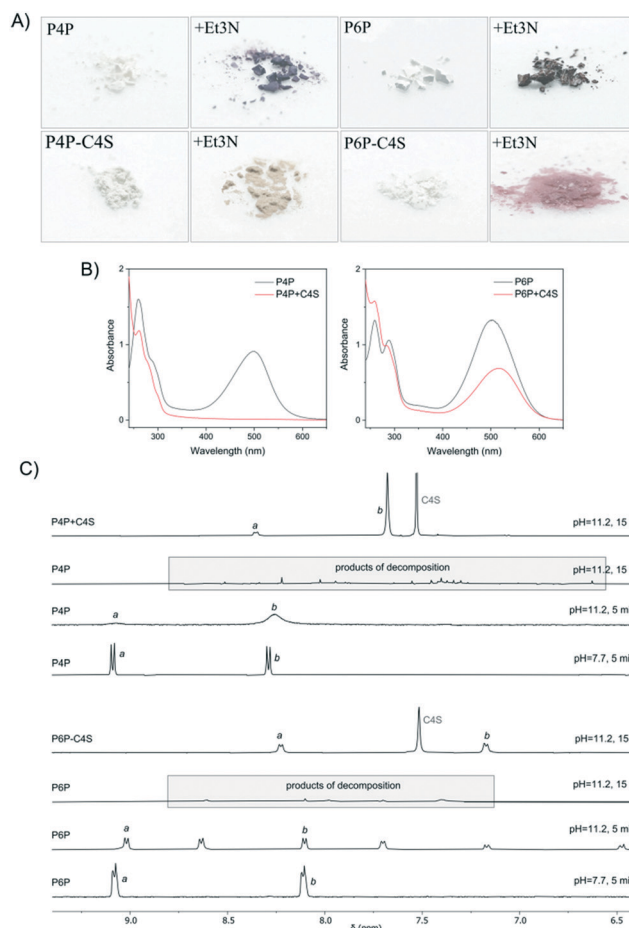 A)
P4P +Et3N P6P +Et3N
P4P-C4S +Et3N P6P-C4S +Et3N
B)
2 P4P P4P+C4S
Absorbance
1
0
300 400 500 600
Wavelength (nm)
2 P6P P6P+C4S
Absorbance
1
0
300 400 500 600
Wavelength (nm)
C)
P4P+C4S a b C4S pH=11.2, 15
P4P products of decomposition pH=11.2, 15
P4P a b pH=11.2, 5 mi
P4P a b pH=7.7, 5 mi
P6P-C4S a C4S b pH=11.2, 15
P6P products of decomposition pH=11.2, 15
P6P a b pH=11.2, 5 mi
P6P a b pH=7.7, 5 mi
9.0 8.5 8.0 7.5 7.0 6.5